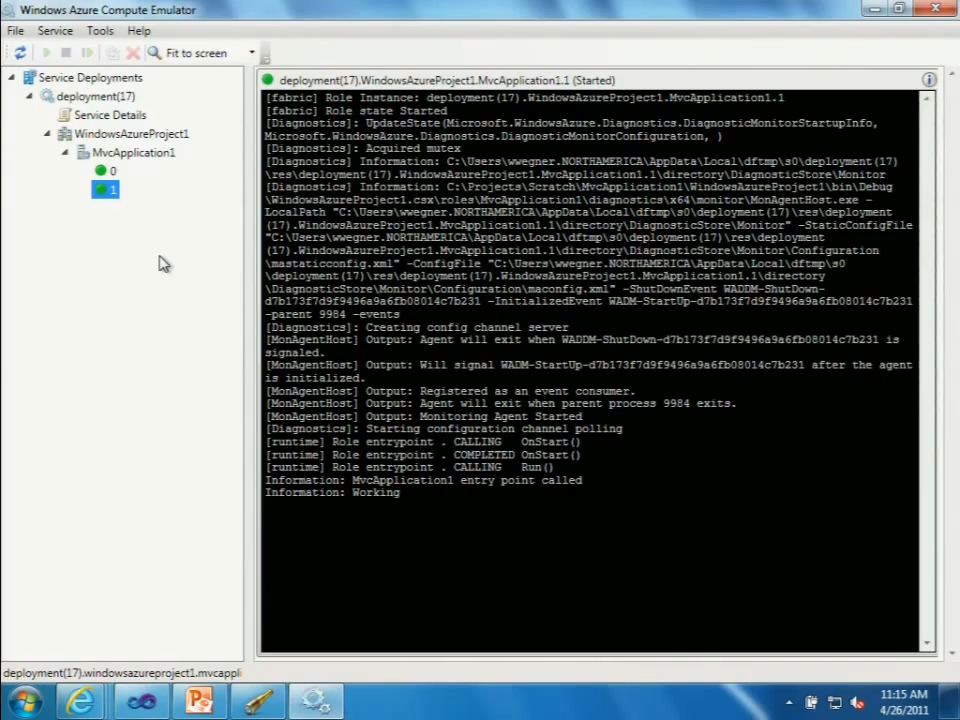 Windows Azure Compute Emulator
File Service Tools Help
Fit to screen
Service Deployments
deployment(17)
Service Details
WindowsAzureProject1
MvcApplication1
0
1
deployment(17).WindowsAzureProject1.MvcApplication1.1 (Started)
[fabric] Role Instance: deployment(17).WindowsAzureProject1.MvcApplication1.1
[fabric] Role state Started
[Diagnostics]: UpdateState(Microsoft.WindowsAzure.Diagnostics.DiagnosticMonitorStartupInfo,
Microsoft.WindowsAzure.Diagnostics.DiagnosticMonitorConfiguration, )
[Diagnostics]: Acquired mutex
[Diagnostics] Information: C:\Users\wwegner.NORTHAMERICA\AppData\Local\dftmp\s0\deployment(17)
\res\deployment(17).WindowsAzureProject1.MvcApplication1.1\directory\DiagnosticStore\Monitor
[Diagnostics] Information: C:\Projects\Scratch\MvcApplication1\WindowsAzureProject1\bin\Debug
\WindowsAzureProject1.csx\roles\MvcApplication1\diagnostics\x64\monitor\MonAgentHost.exe -
LocalPath "C:\Users\wwegner.NORTHAMERICA\AppData\Local\dftmp\s0\deployment(17)\res\deployment
(17).WindowsAzureProject1.MvcApplication1.1\directory\DiagnosticStore\Monitor" -StaticConfigFile
"C:\Users\wwegner.NORTHAMERICA\AppData\Local\dftmp\s0\deployment(17)\res\deployment
(17).WindowsAzureProject1.MvcApplication1.1\directory\DiagnosticStore\Monitor\Configuration
\mastaticconfig.xml" -ConfigFile "C:\Users\wwegner.NORTHAMERICA\AppData\Local\dftmp\s0
\deployment(17)\res\deployment(17).WindowsAzureProject1.MvcApplication1.1\directory
\DiagnosticStore\Monitor\Configuration\maconfig.xml" -ShutDownEvent WADDM-ShutDown-
d7b173f7d9f9496a9a6fb08014c7b231 -InitializedEvent WADM-StartUp-d7b173f7d9f9496a9a6fb08014c7b231
-parent 9984 -events
[Diagnostics]: Creating config channel server
[MonAgentHost] Output: Agent will exit when WADDM-ShutDown-d7b173f7d9f9496a9a6fb08014c7b231 is
signaled.
[MonAgentHost] Output: Will signal WADM-StartUp-d7b173f7d9f9496a9a6fb08014c7b231 after the agent
is initialized.
[MonAgentHost] Output: Registered as an event consumer.
[MonAgentHost] Output: Agent will exit when parent process 9984 exits.
[MonAgentHost] Output: Monitoring Agent Started
[Diagnostics]: Starting configuration channel polling
[runtime] Role entrypoint . CALLING   OnStart()
[runtime] Role entrypoint . COMPLETED OnStart()
[runtime] Role entrypoint . CALLING   Run()
Information: MvcApplication1 entry point called
Information: Working
deployment(17).windowsazureproject1.mvcappli
11:15 AM
4/26/2011